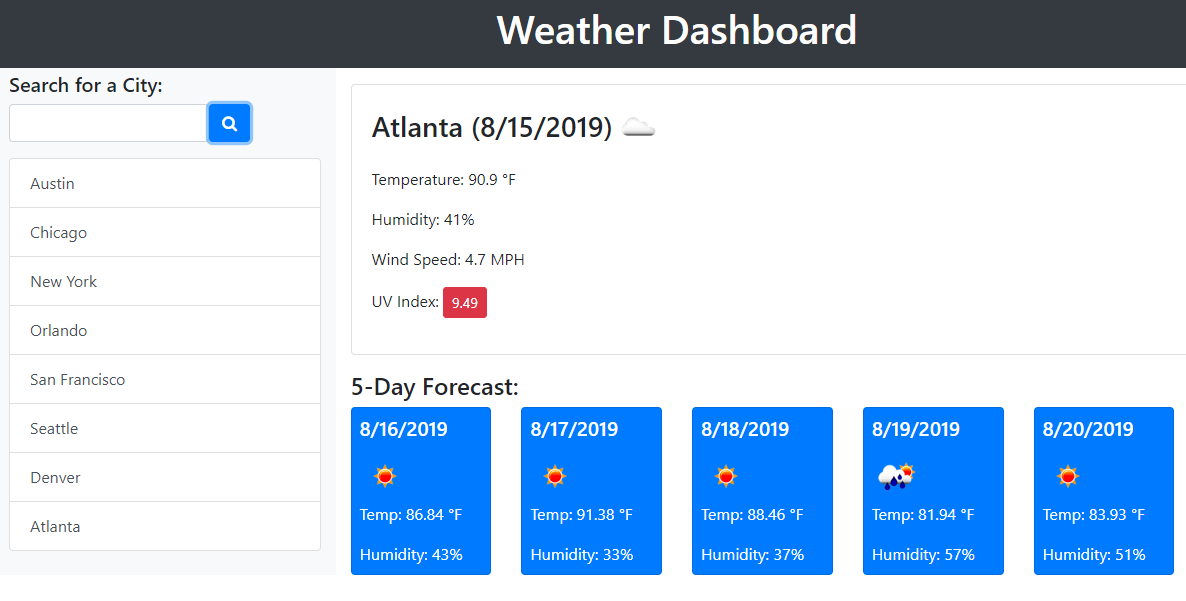 Weather Dashboard
Search for a City:
Austin
Chicago
New York
Orlando
San Francisco
Seattle
Denver
Atlanta
Atlanta (8/15/2019)
Temperature: 90.9 °F
Humidity: 41%
Wind Speed: 4.7 MPH
UV Index: 9.49
5-Day Forecast:
8/16/2019
Temp: 86.84 °F
Humidity: 43%
8/17/2019
Temp: 91.38 °F
Humidity: 33%
8/18/2019
Temp: 88.46 °F
Humidity: 37%
8/19/2019
Temp: 81.94 °F
Humidity: 57%
8/20/2019
Temp: 83.93 °F
Humidity: 51%